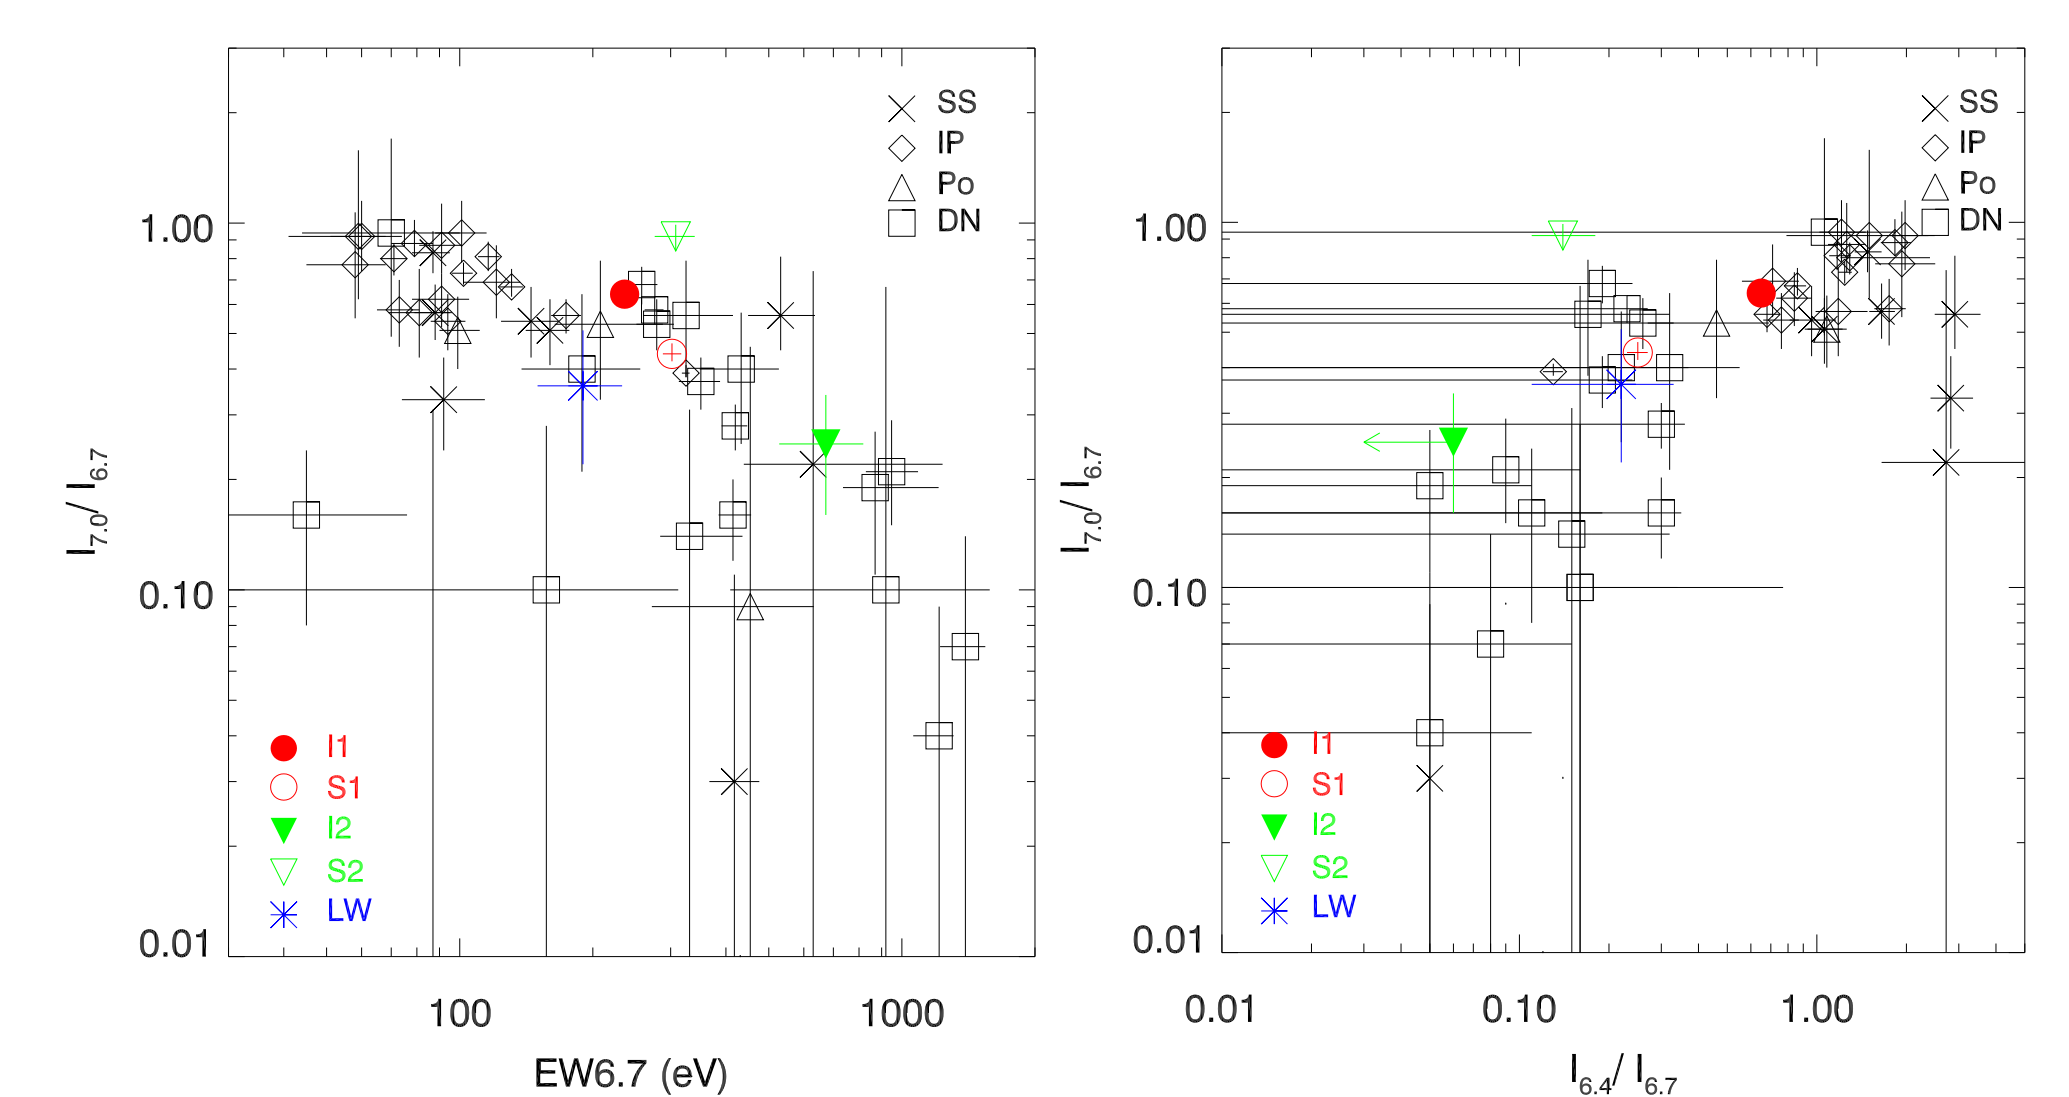 SS
IP
Po
DN
1.00
0.10
0.01
I7.0/ I6.7
I1
S1
I2
S2
LW
100
1000
EW6.7 (eV)
SS
IP
Po
DN
1.00
0.10
0.01
I7.0/ I6.7
I1
S1
I2
S2
LW
0.01
0.10
1.00
I6.4/ I6.7